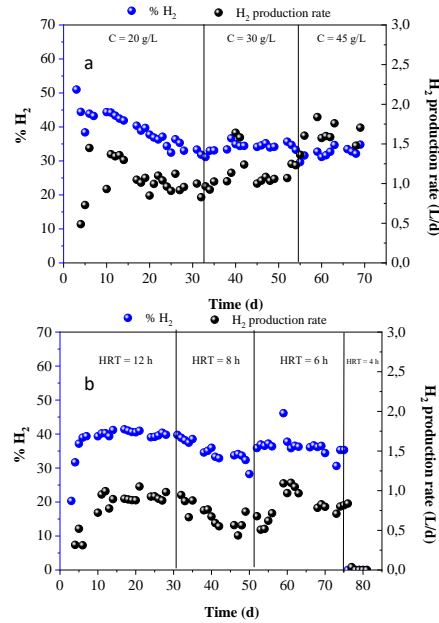 % H2 H2 production rate
C = 20 g/L C = 30 g/L C = 45 g/L
a
% H2
70
60
50
40
30
20
10
0
3,0
2,5
2,0
1,5
1,0
0,5
0,0
H2 production rate (L/d)
0 10 20 30 40 50 60 70 80
Time (d)
% H2 H2 production rate
HRT = 12 h HRT = 8 h HRT = 6 h HRT = 4 h
b
% H2
70
60
50
40
30
20
10
0
3,0
2,5
2,0
1,5
1,0
0,5
0,0
H2 production rate (L/d)
0 10 20 30 40 50 60 70 80
Time (d)